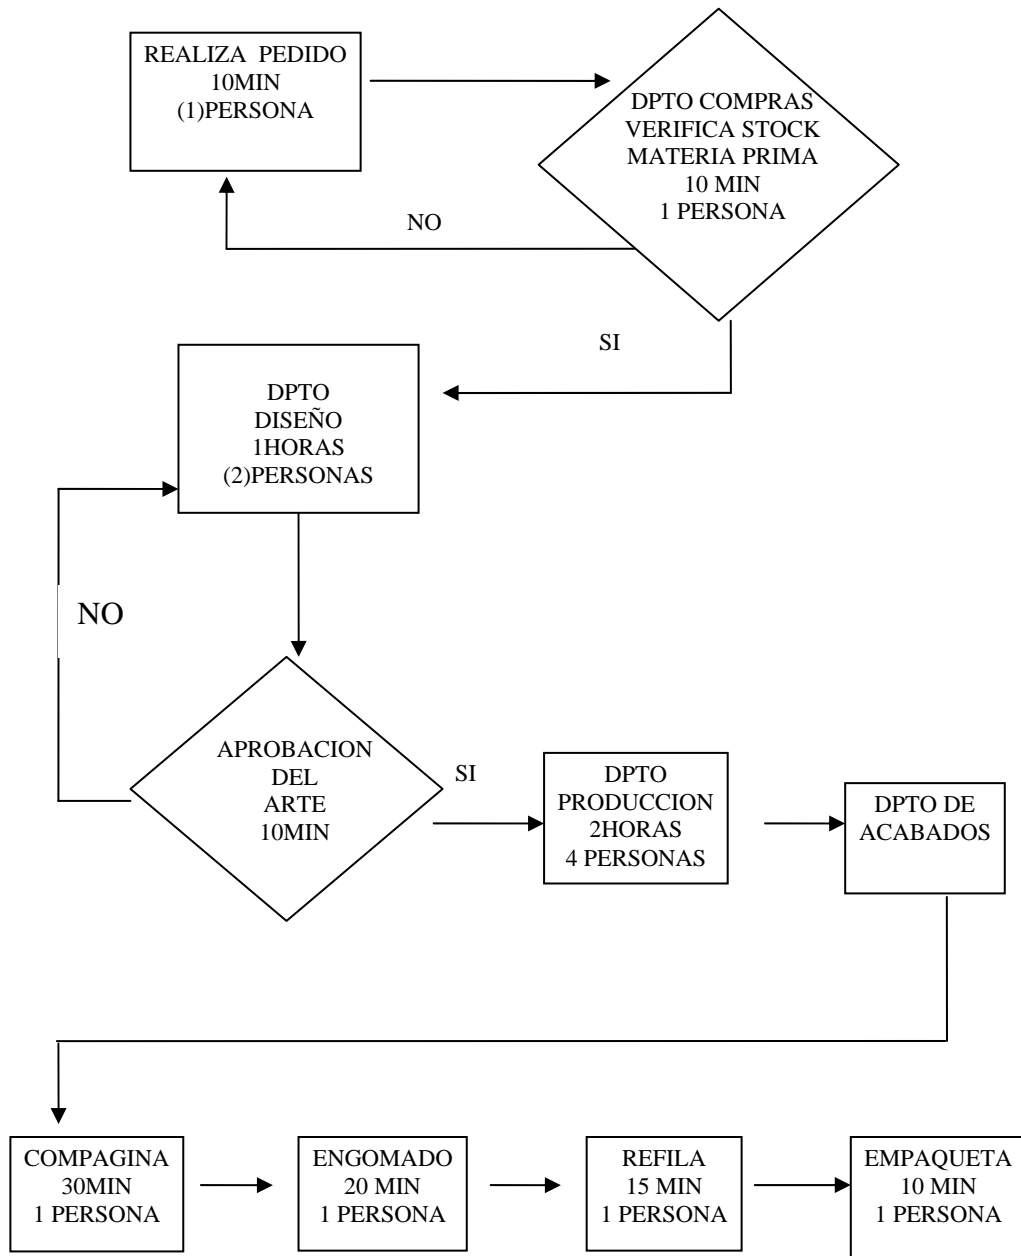 REALIZA PEDIDO
10MIN
(1)PERSONA
DPTO COMPRAS
VERIFICA STOCK
MATERIA PRIMA
10 MIN
1 PERSONA
NO
SI
DPTO
DISEÑO
1HORAS
(2)PERSONAS
NO
APROBACION
DEL
ARTE
10MIN
SI
DPTO
PRODUCCION
2HORAS
4 PERSONAS
DPTO DE
ACABADOS
COMPAGINA
30MIN
1 PERSONA
ENGOMADO
20 MIN
1 PERSONA
REFILA
15 MIN
1 PERSONA
EMPAQUETA
10 MIN
1 PERSONA